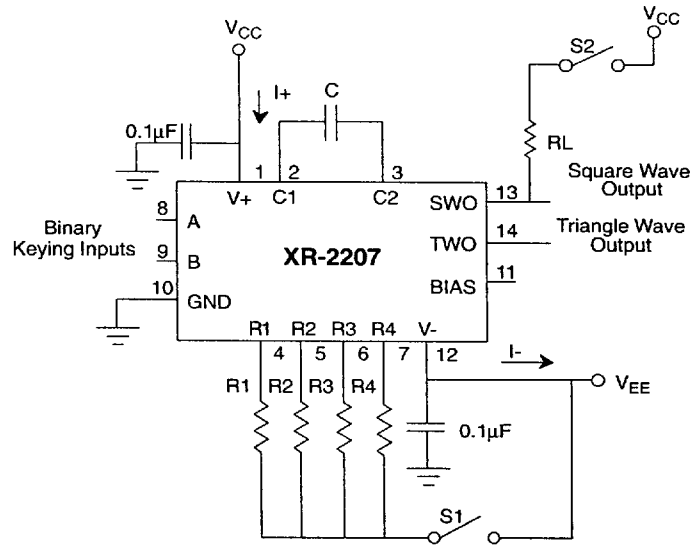 VCC
VCC
S2
I+
C
0.1µF
RL
1 2 3
V+ C1 C2
SWO 13
Square Wave
Output
8 A
Binary
Keying Inputs
XR-2207
TWO 14
Triangle Wave
Output
9 B
BIAS 11
10 GND
R1 R2 R3 R4 V-
4 5 6 7 12
I-
R1 R2 R3 R4
VEE
0.1µF
S1